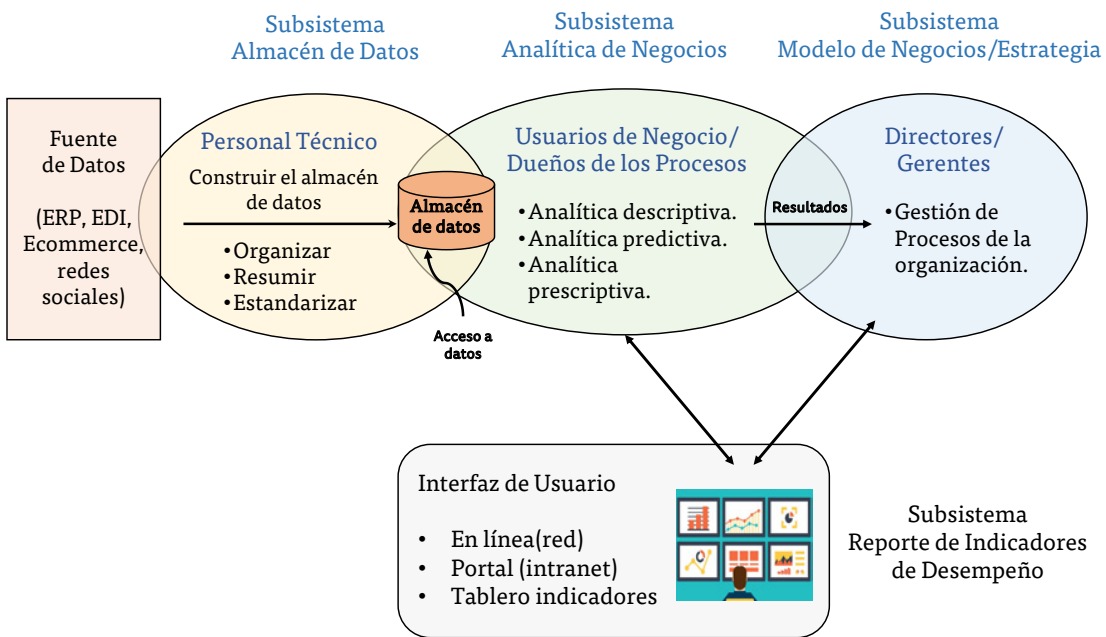 Subsistema
Almacén de Datos
Subsistema
Analítica de Negocios
Subsistema
Modelo de Negocios/Estrategia
Fuente
de Datos
(ERP, EDI,
Ecommerce,
redes
sociales)
Personal Técnico
Construir el almacén
de datos
•Organizar
•Resumir
•Estandarizar
Almacén
de datos
Acceso a
datos
Usuarios de Negocio/
Dueños de los Procesos
•Analítica descriptiva.
•Analítica predictiva.
•Analítica
prescriptiva.
Resultados
Directores/
Gerentes
•Gestión de
Procesos de la
organización.
Interfaz de Usuario
• En línea(red)
• Portal (intranet)
• Tablero indicadores
Subsistema
Reporte de Indicadores
de Desempeño